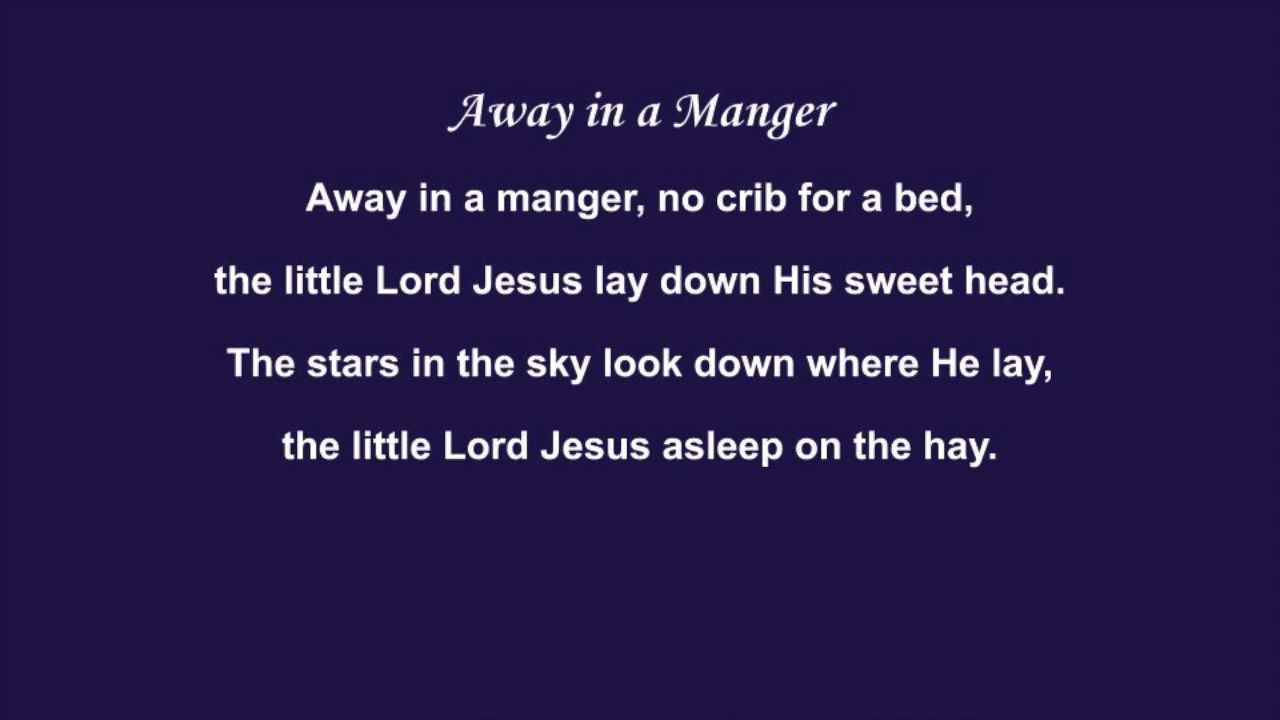 Away in a Manger
Away in a manger, no crib for a bed,
the little Lord Jesus lay down His sweet head.
The stars in the sky look down where He lay,
the little Lord Jesus asleep on the hay.